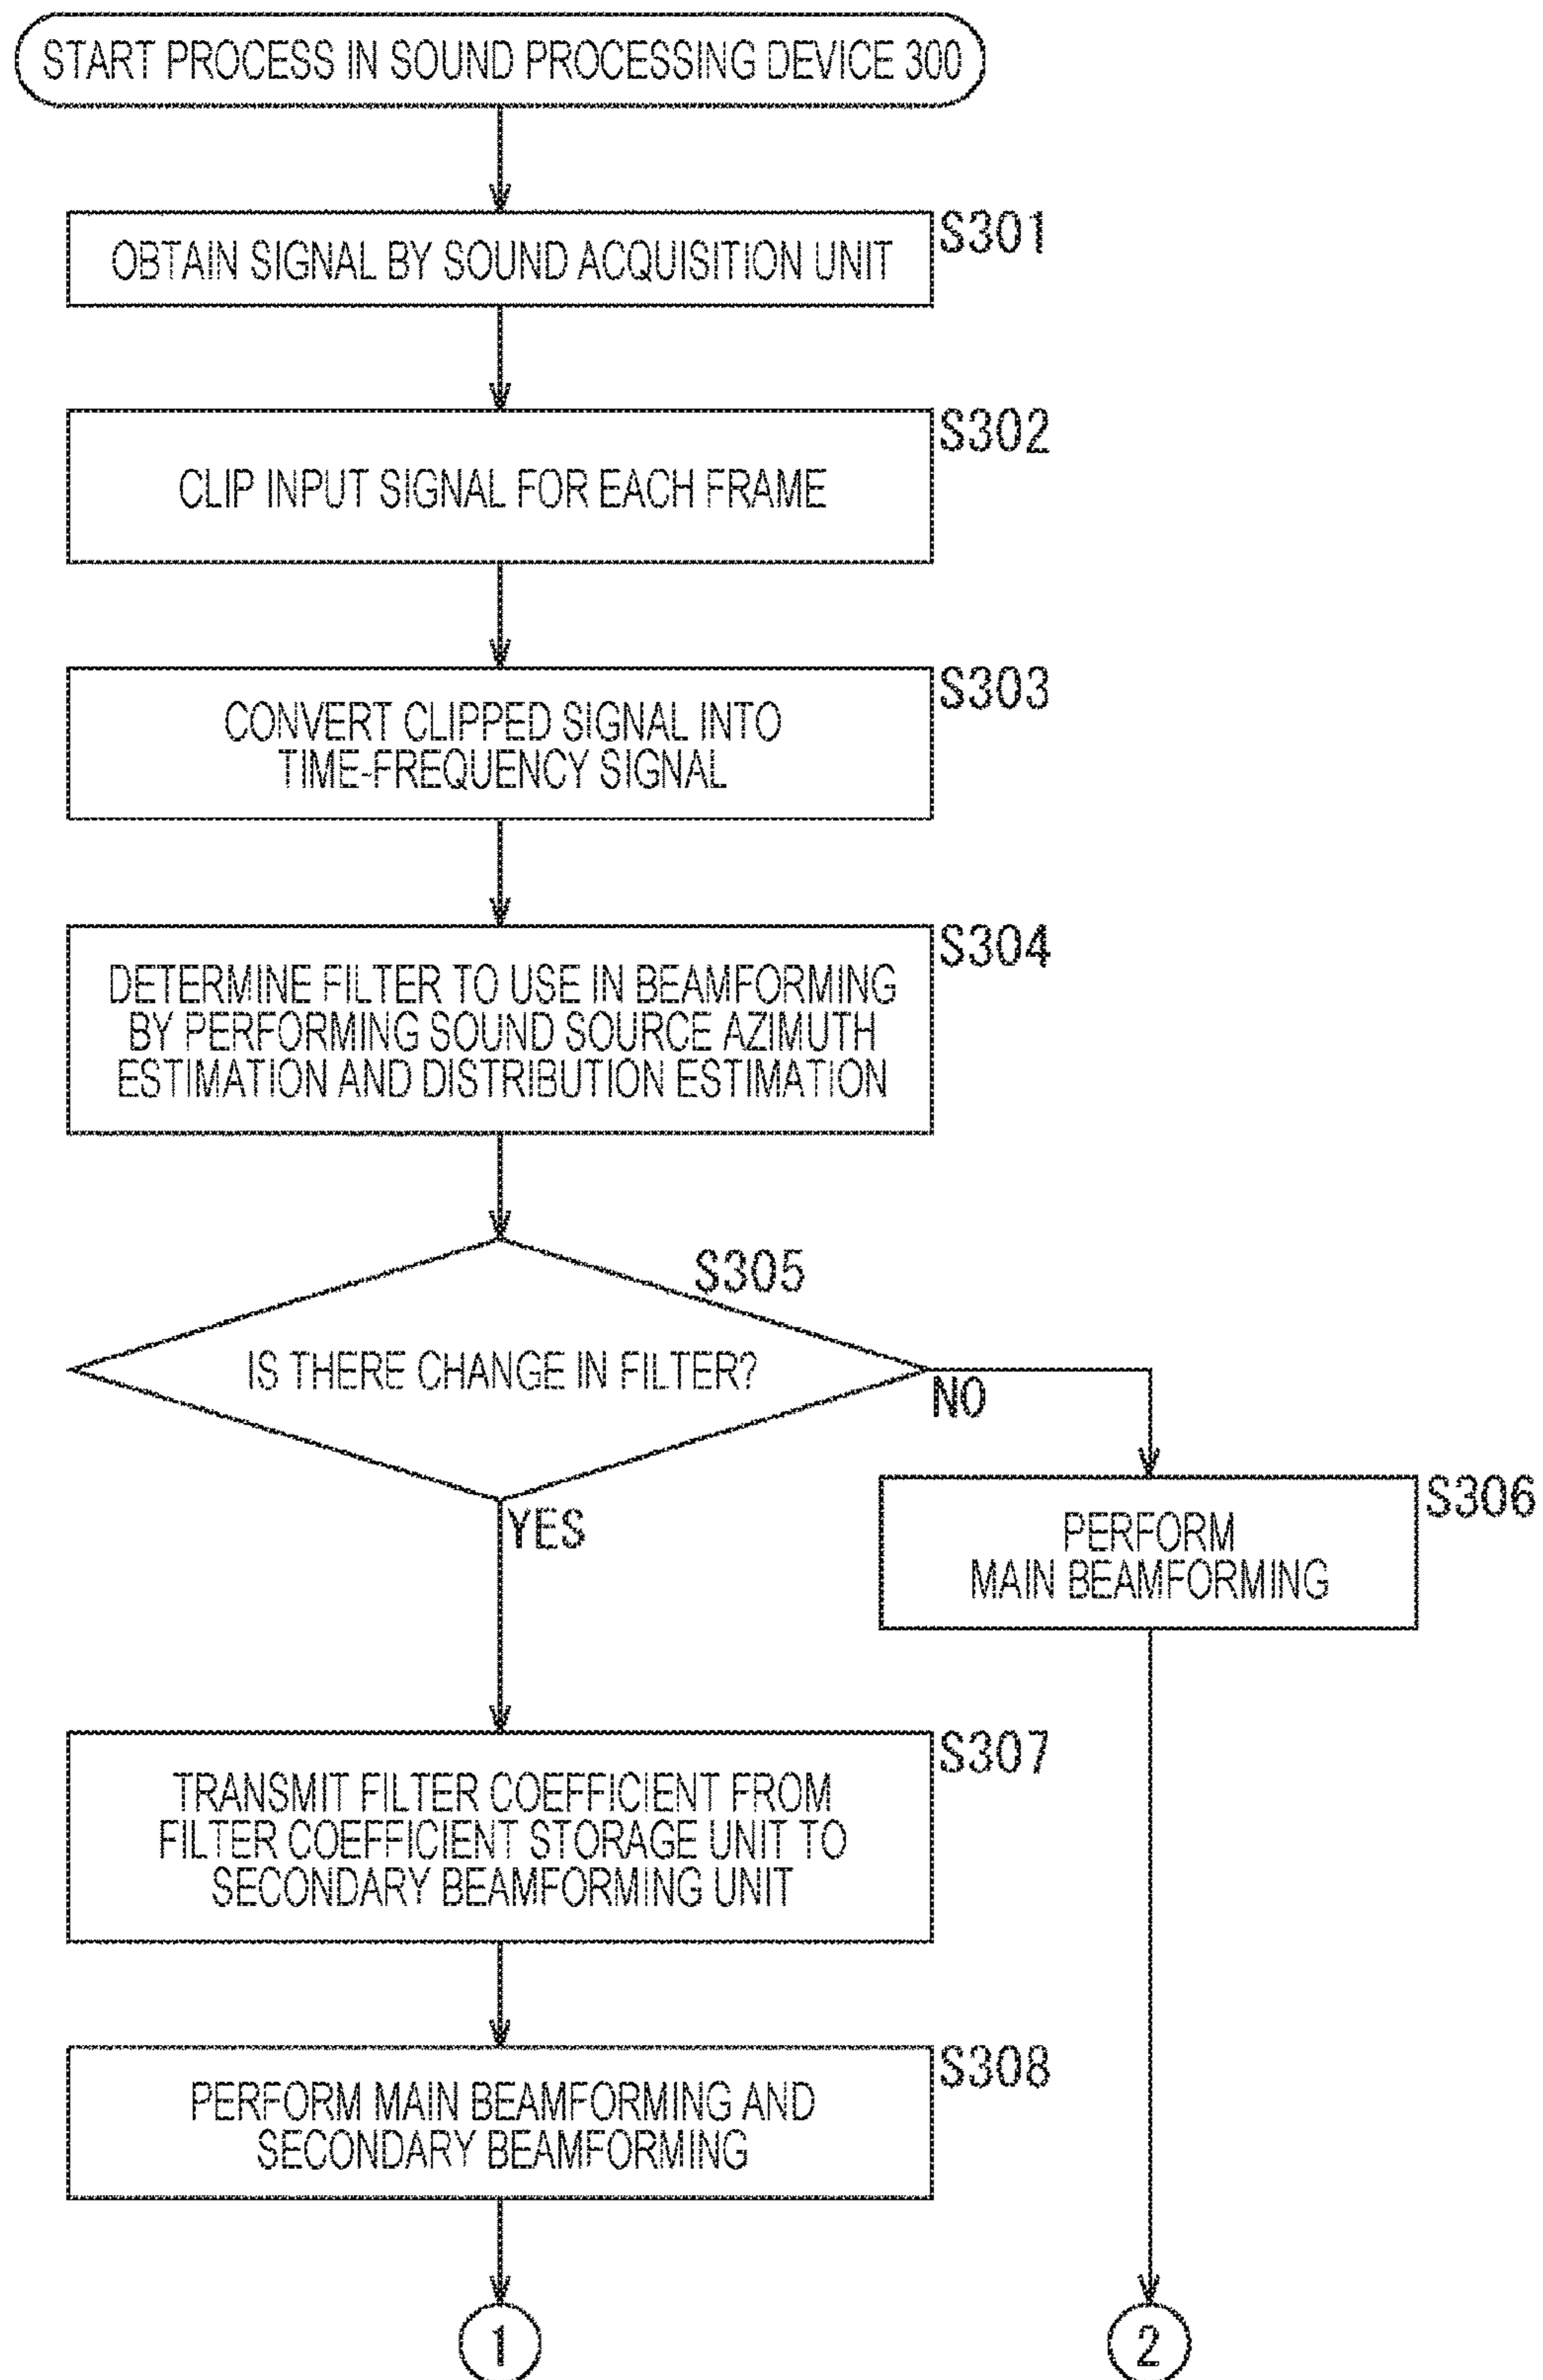 START PROCESS IN SOUND PROCESSING DEVICE 300
S301
OBTAIN SIGNAL BY SOUND ACQUISITION UNIT
S302
CLIP INPUT SIGNAL FOR EACH FRAME
S303
CONVERT CLIPPED SIGNAL INTO
TIME-FREQUENCY SIGNAL
S304
DETERMINE FILTER TO USE IN BEAMFORMING
BY PERFORMING SOUND SOURCE AZIMUTH
ESTIMATION AND DISTRIBUTION ESTIMATION
S305
IS THERE CHANGE IN FILTER?
NO
YES
S306
PERFORM
MAIN BEAMFORMING
S307
TRANSMIT FILTER COEFFICIENT FROM
FILTER COEFFICIENT STORAGE UNIT TO
SECONDARY BEAMFORMING UNIT
S308
PERFORM MAIN BEAMFORMING AND
SECONDARY BEAMFORMING
1
2